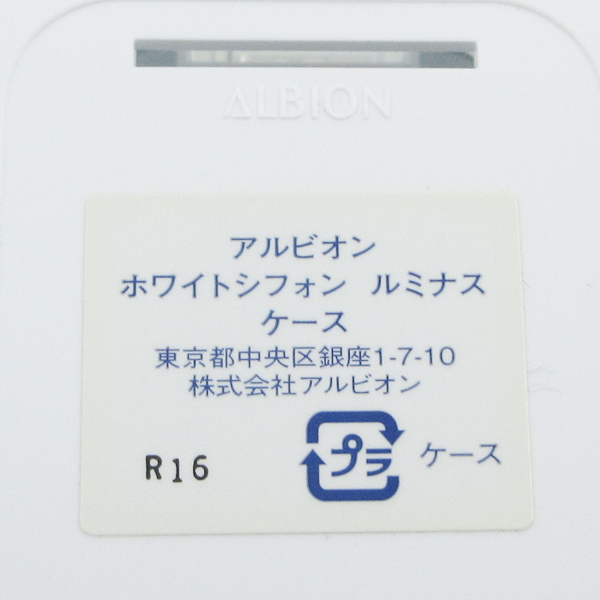 ALBION
アルビオン
ホワイトシフォン ルミナス
ケース
東京都中央区銀座1-7-10
株式会社アルビオン
プラ ケース
R16